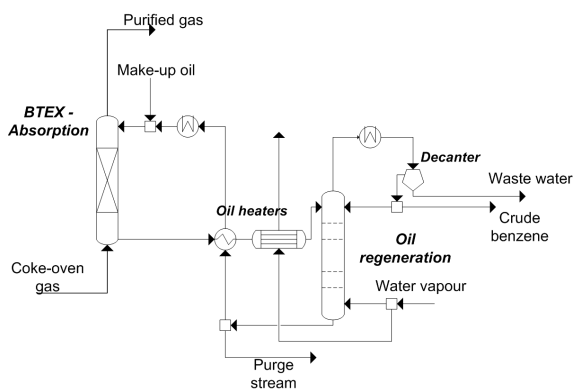 Purified gas
Make-up oil
BTEX -
Absorption
Decanter
Waste water
Oil heaters
Crude
benzene
Oil
regeneration
Coke-oven
gas
Water vapour
Purge
stream